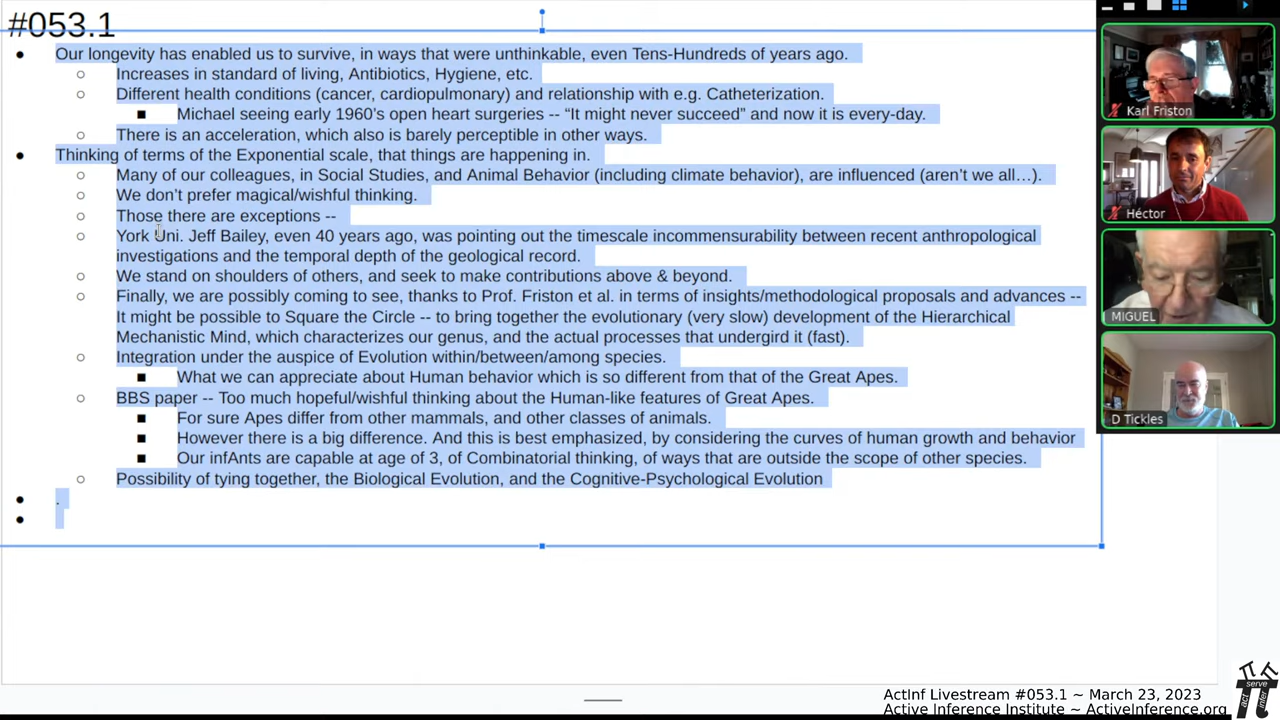 #053.1
Our longevity has enabled us to survive, in ways that were unthinkable, even Tens-Hundreds of years ago.
Increases in standard of living, Antibiotics, Hygiene, etc.
Different health conditions (cancer, cardiopulmonary) and relationship with e.g. Catheterization.
Michael seeing early 1960's open heart surgeries -- “It might never succeed” and now it is every-day.
There is an acceleration, which also is barely perceptible in other ways.
Thinking of terms of the Exponential scale, that things are happening in.
Many of our colleagues, in Social Studies, and Animal Behavior (including climate behavior), are influenced (aren't we all…).
We don't prefer magical/wishful thinking.
Those there are exceptions --
York Uni. Jeff Bailey, even 40 years ago, was pointing out the timescale incommensurability between recent anthropological
investigations and the temporal depth of the geological record.
We stand on shoulders of others, and seek to make contributions above & beyond.
Finally, we are possibly coming to see, thanks to Prof. Friston et al. in terms of insights/methodological proposals and advances --
It might be possible to Square the Circle -- to bring together the evolutionary (very slow) development of the Hierarchical
Mechanistic Mind, which characterizes our genus, and the actual processes that undergird it (fast).
Integration under the auspice of Evolution within/between/among species.
What we can appreciate about Human behavior which is so different from that of the Great Apes.
BBS paper -- Too much hopeful/wishful thinking about the Human-like features of Great Apes.
For sure Apes differ from other mammals, and other classes of animals.
However there is a big difference. And this is best emphasized, by considering the curves of human growth and behavior
Our infAnts are capable at age of 3, of Combinatorial thinking, of ways that are outside the scope of other species.
Possibility of tying together, the Biological Evolution, and the Cognitive-Psychological Evolution
.
Karl Friston
Héctor
MIGUEL
D Tickles
ActInf Livestream #053.1 ~ March 23, 2023
Active Inference Institute ~ ActiveInference.org
serve
act
infer